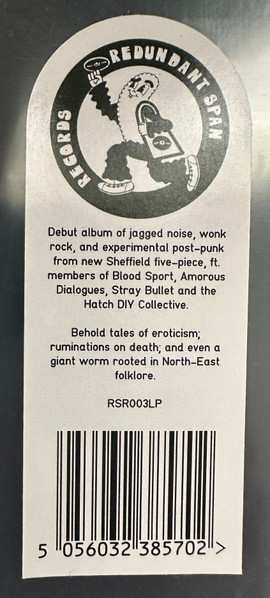 REDUNDANT SPAN
RECORDS
Debut album of jagged noise, wonk
rock, and experimental post-punk
from new Sheffield five-piece, ft.
members of Blood Sport, Amorous
Dialogues, Stray Bullet and the
Hatch DIY Collective.
Behold tales of eroticism;
ruminations on death; and even a
giant worm rooted in North-East
folklore.
RSR003LP
5 056032 385702 >